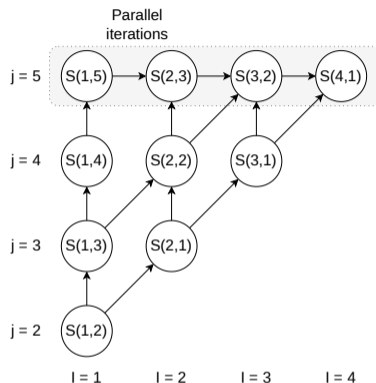 Parallel
iterations
j = 5 S(1,5) S(2,3) S(3,2) S(4,1)
j = 4 S(1,4) S(2,2) S(3,1)
j = 3 S(1,3) S(2,1)
j = 2 S(1,2)
I = 1 I = 2 I = 3 I = 4